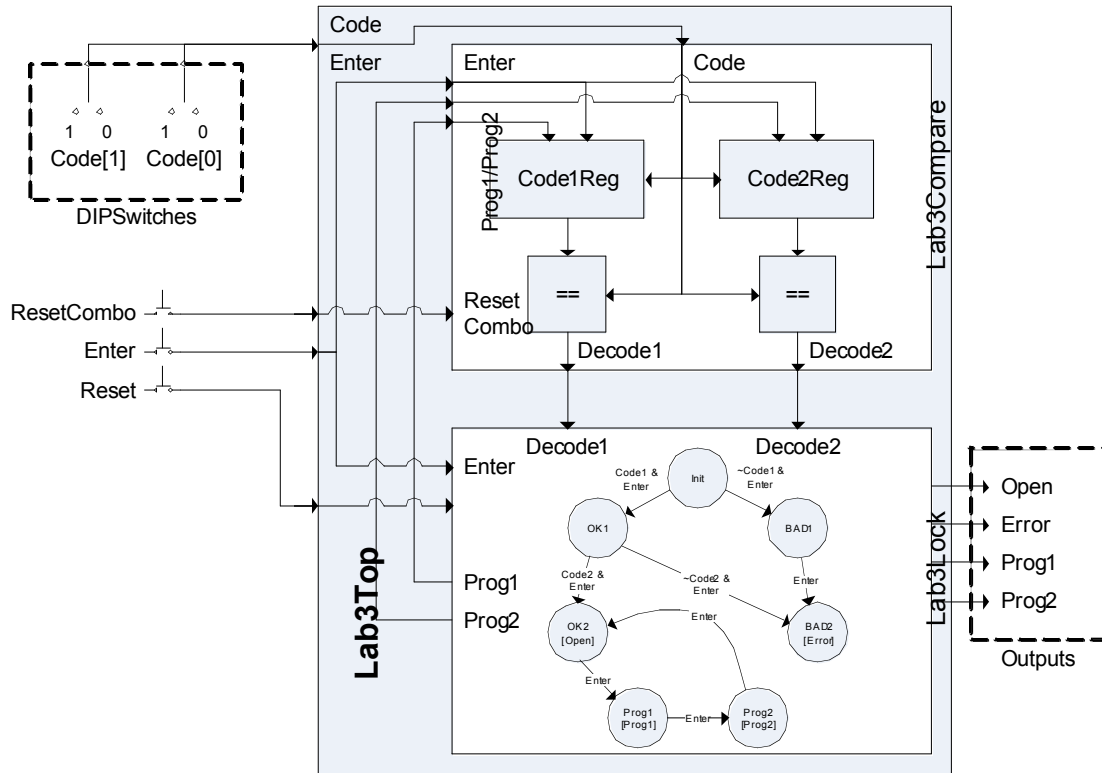 Code
Enter
Enter
Code
1 0
1 0
Code[1]
Code[0]
DIPSwitches
Prog1/Prog2
Code1Reg
Code2Reg
Lab3Compare
==
==
ResetCombo
Enter
Reset
Reset
Combo
Decode1
Decode2
Decode1
Decode2
Enter
Code1 &
Enter
Init
~Code1 &
Enter
OK1
BAD1
Code2 &
Enter
~Code2 &
Enter
Enter
Lab3Top
Prog1
Prog2
OK2
[Open]
Enter
BAD2
[Error]
Enter
Prog1
[Prog1]
Enter
Prog2
[Prog2]
Lab3Lock
Open
Error
Prog1
Prog2
Outputs